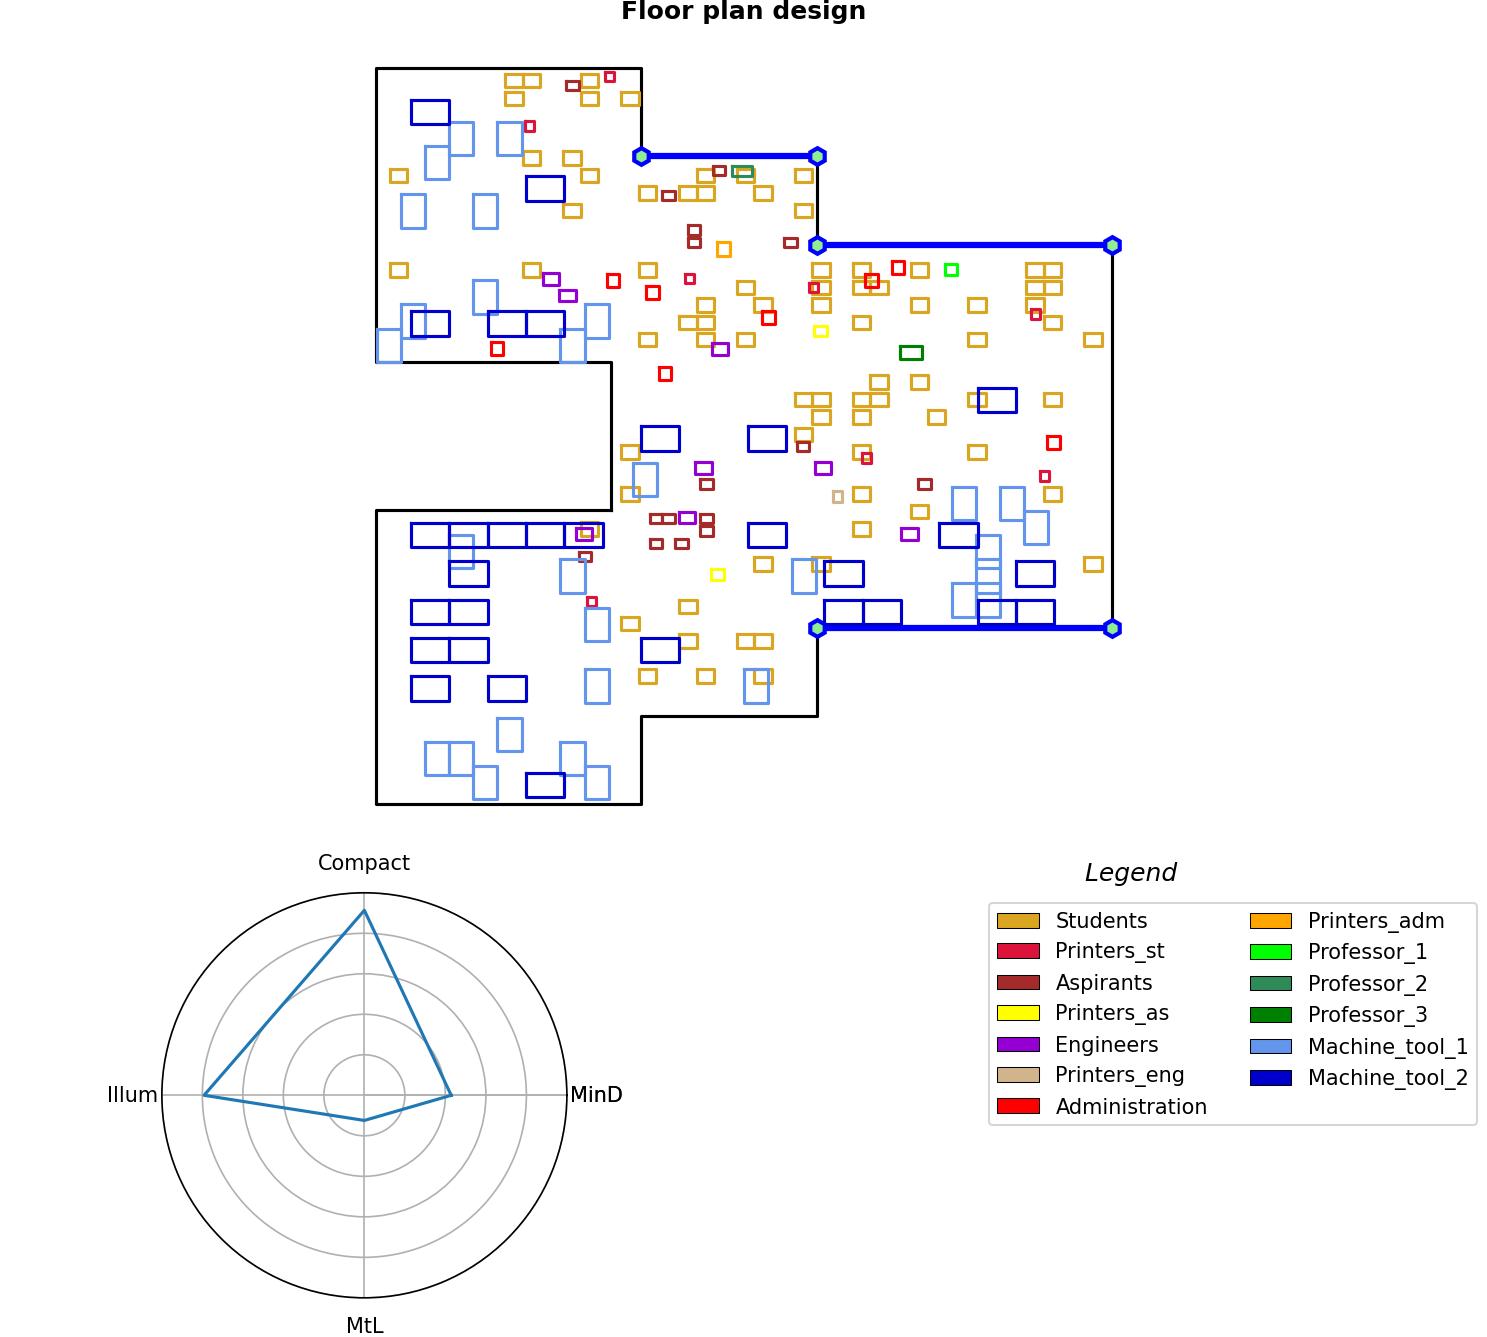 Floor plan design
Compact
Illum
MinD
MtL
Legend
Students
Printers_st
Aspirants
Printers_as
Engineers
Printers_eng
Administration
Printers_adm
Professor_1
Professor_2
Professor_3
Machine_tool_1
Machine_tool_2